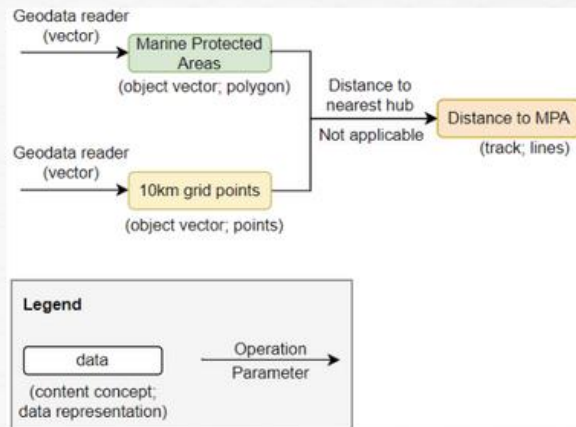 Geodata reader
(vector)
Marine Protected
Areas
(object vector; polygon)
Distance to
nearest hub
Not applicable
Distance to MPA
(track; lines)
Geodata reader
(vector)
10km grid points
(object vector; points)
Legend
data
(content concept;
data representation)
Operation
Parameter